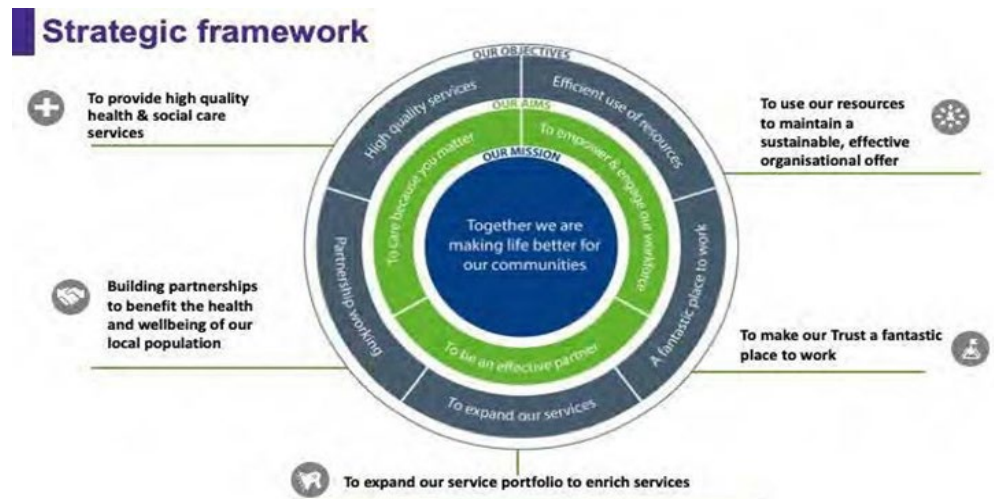 Strategic framework
OUR OBJECTIVES
High quality services
Efficient use of resources
A fantastic place to work
To expand our services
Partnership working
OUR AIMS
To care because you matter
To empower & engage our workforce
To be an effective partner
OUR MISSION
Together we are
making life better for
our communities
To provide high quality
health & social care
services
To use our resources
to maintain a
sustainable, effective
organisational offer
Building partnerships
to benefit the health
and wellbeing of our
local population
To make our Trust a fantastic
place to work
To expand our service portfolio to enrich services